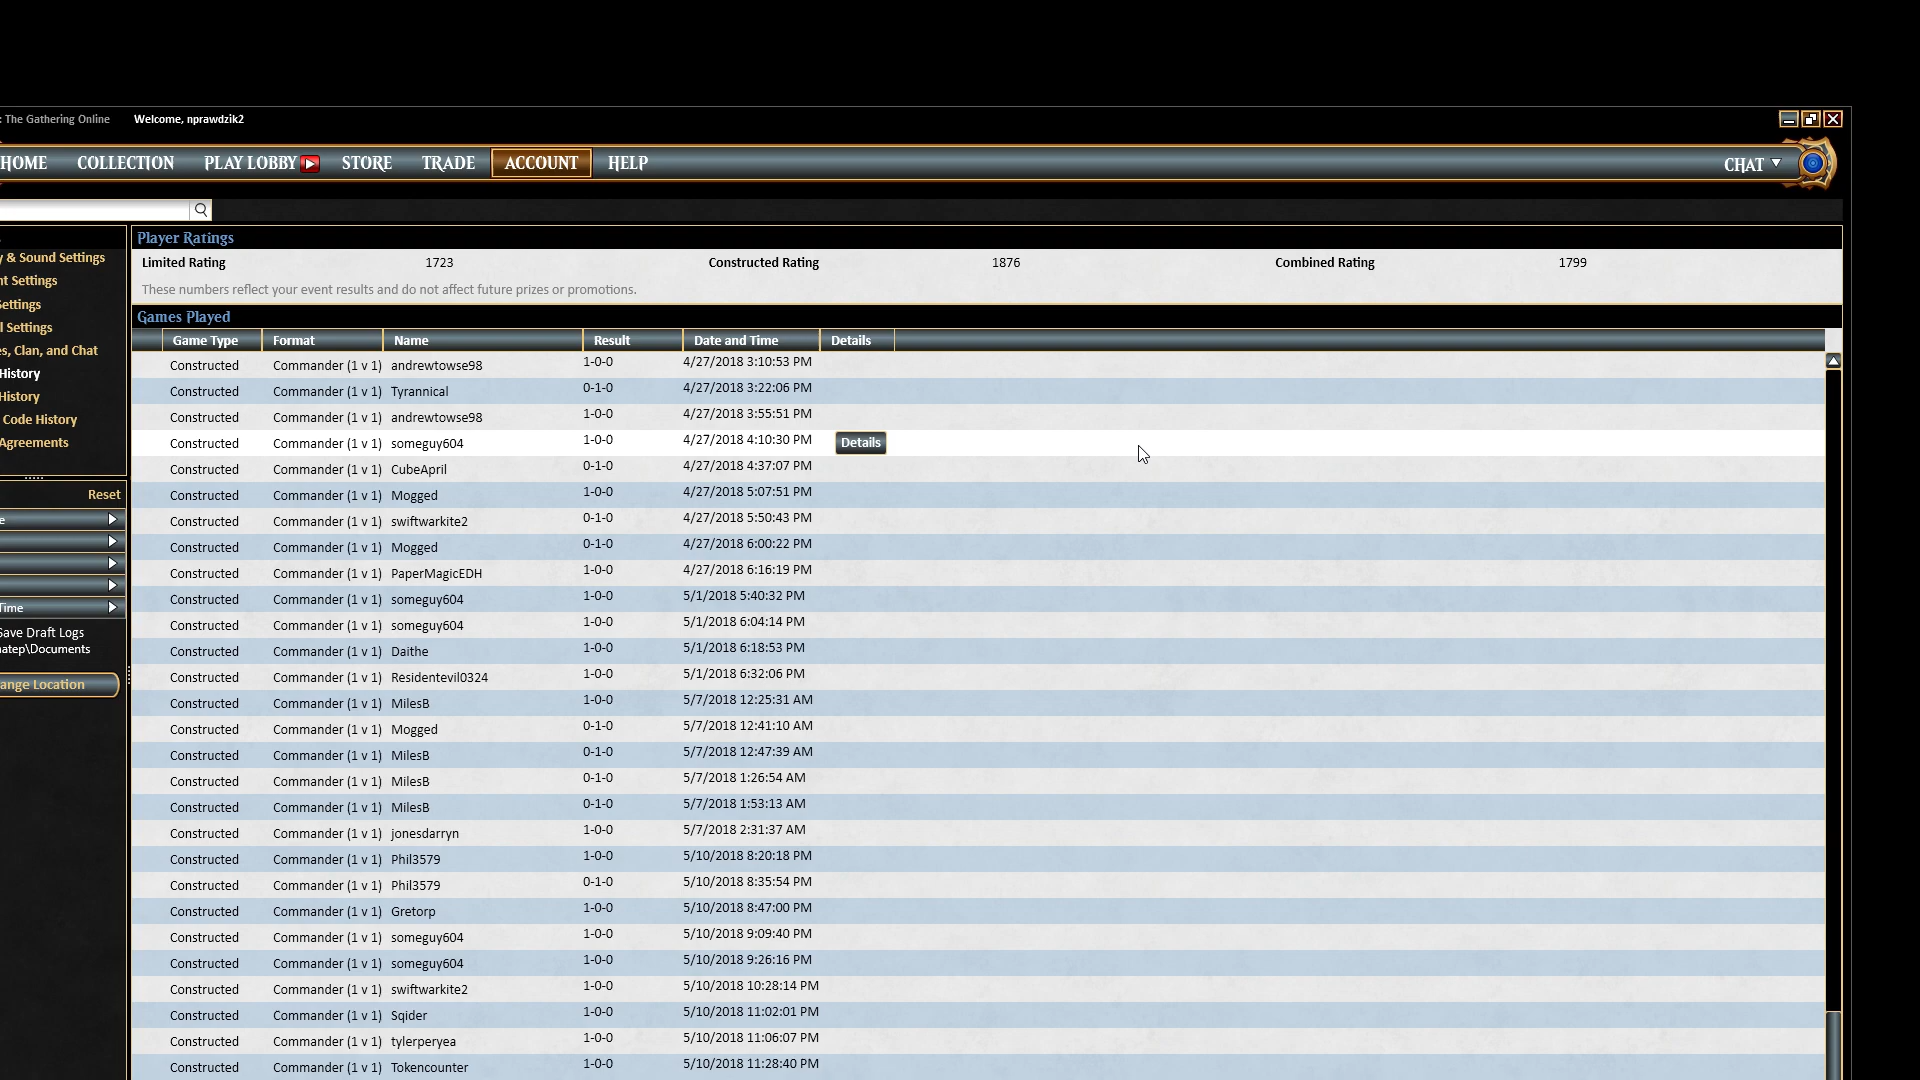 : The Gathering Online Welcome, nprawdzik2
HOME COLLECTION PLAY LOBBY STORE TRADE ACCOUNT HELP CHAT
Player Ratings
Limited Rating 1723 Constructed Rating 1876 Combined Rating 1799
These numbers reflect your event results and do not affect future prizes or promotions.
y & Sound Settings
nt Settings
Settings
l Settings
es, Clan, and Chat
History
History
Code History
Agreements
Reset
e
Time
Save Draft Logs
atep\Documents
ange Location
Games Played
Game Type Format Name Result Date and Time Details
Constructed Commander (1 v 1) andrewtowse98 1-0-0 4/27/2018 3:10:53 PM
Constructed Commander (1 v 1) Tyrannical 0-1-0 4/27/2018 3:22:06 PM
Constructed Commander (1 v 1) andrewtowse98 1-0-0 4/27/2018 3:55:51 PM
Constructed Commander (1 v 1) someguy604 1-0-0 4/27/2018 4:10:30 PM Details
Constructed Commander (1 v 1) CubeApril 0-1-0 4/27/2018 4:37:07 PM
Constructed Commander (1 v 1) Mogged 1-0-0 4/27/2018 5:07:51 PM
Constructed Commander (1 v 1) swiftwarkite2 0-1-0 4/27/2018 5:50:43 PM
Constructed Commander (1 v 1) Mogged 0-1-0 4/27/2018 6:00:22 PM
Constructed Commander (1 v 1) PaperMagicEDH 1-0-0 4/27/2018 6:16:19 PM
Constructed Commander (1 v 1) someguy604 1-0-0 5/1/2018 5:40:32 PM
Constructed Commander (1 v 1) someguy604 1-0-0 5/1/2018 6:04:14 PM
Constructed Commander (1 v 1) Daithe 1-0-0 5/1/2018 6:18:53 PM
Constructed Commander (1 v 1) Residentevil0324 1-0-0 5/1/2018 6:32:06 PM
Constructed Commander (1 v 1) MilesB 1-0-0 5/7/2018 12:25:31 AM
Constructed Commander (1 v 1) Mogged 0-1-0 5/7/2018 12:41:10 AM
Constructed Commander (1 v 1) MilesB 0-1-0 5/7/2018 12:47:39 AM
Constructed Commander (1 v 1) MilesB 0-1-0 5/7/2018 1:26:54 AM
Constructed Commander (1 v 1) MilesB 0-1-0 5/7/2018 1:53:13 AM
Constructed Commander (1 v 1) jonesdarryn 1-0-0 5/7/2018 2:31:37 AM
Constructed Commander (1 v 1) Phil3579 1-0-0 5/10/2018 8:20:18 PM
Constructed Commander (1 v 1) Phil3579 0-1-0 5/10/2018 8:35:54 PM
Constructed Commander (1 v 1) Gretorp 1-0-0 5/10/2018 8:47:00 PM
Constructed Commander (1 v 1) someguy604 1-0-0 5/10/2018 9:09:40 PM
Constructed Commander (1 v 1) someguy604 1-0-0 5/10/2018 9:26:16 PM
Constructed Commander (1 v 1) swiftwarkite2 1-0-0 5/10/2018 10:28:14 PM
Constructed Commander (1 v 1) Sqider 1-0-0 5/10/2018 11:02:01 PM
Constructed Commander (1 v 1) tylerperyea 1-0-0 5/10/2018 11:06:07 PM
Constructed Commander (1 v 1) Tokencounter 1-0-0 5/10/2018 11:28:40 PM